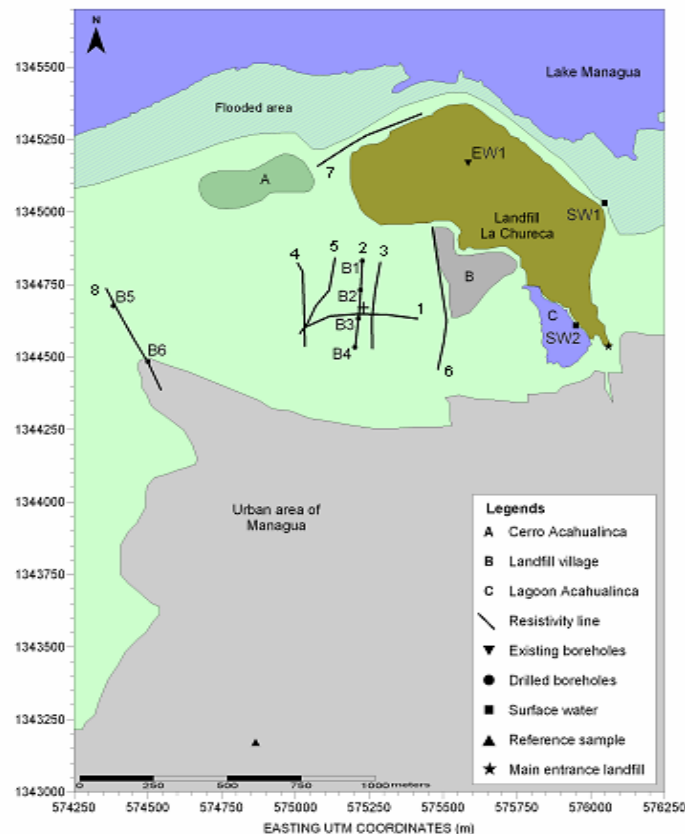 N
1345500
1345250
1345000
1344750
1344500
1344250
1344000
1343750
1343500
1343250
1343000
Lake Managua
Flooded area
EW1
7
A
SW1
Landfill
La Chureca
4
5
2
3
B1
B
8
B5
B2
1
C
B3
SW2
B6
B4
6
Urban area of
Managua
Legends
A Cerro Acahualinca
B Landfill village
C Lagoon Acahualinca
Resistivity line
Existing boreholes
Drilled boreholes
Surface water
Reference sample
Main entrance landfill
0 250 500 750 1000 meters
574250 574500 574750 575000 575250 575500 575750 576000 576250
EASTING UTM COORDINATES (m)